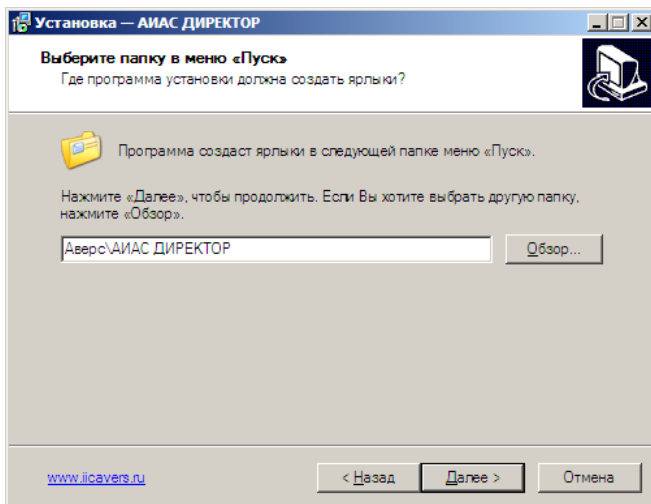 Установка — АИАС ДИРЕКТОР
Выберите папку в меню «Пуск»
Где программа установки должна создать ярлыки?
Программа создаст ярлыки в следующей папке меню «Пуск».
Нажмите «Далее», чтобы продолжить. Если Вы хотите выбрать другую папку,
нажмите «Обзор».
Аверс\АИАС ДИРЕКТОР
Обзор...
www.iicavers.ru
< Назад
Далее >
Отмена